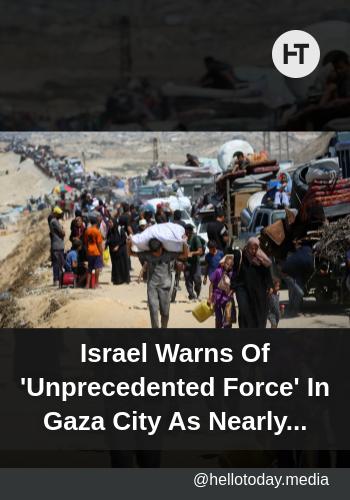 HT
Israel Warns Of
'Unprecedented Force' In
Gaza City As Nearly...
@hellotoday.media